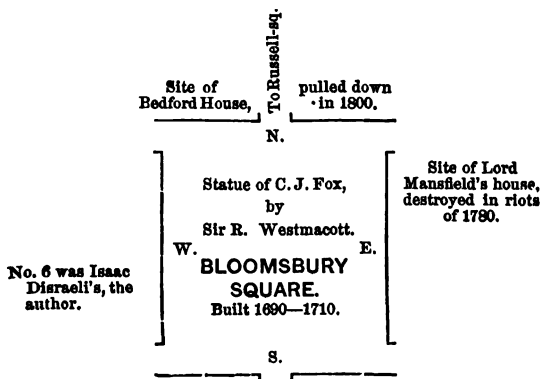 To Russell-sq.
Site of
Bedford House,
pulled down
in 1800.
N.
Statue of C. J. Fox,
by
Sir R. Westmacott.
W.
E.
BLOOMSBURY
SQUARE.
Built 1690—1710.
Site of Lord
Mansfield's house,
destroyed in riots
of 1780.
No. 6 was Isaac
Disraeli's, the
author.
S.